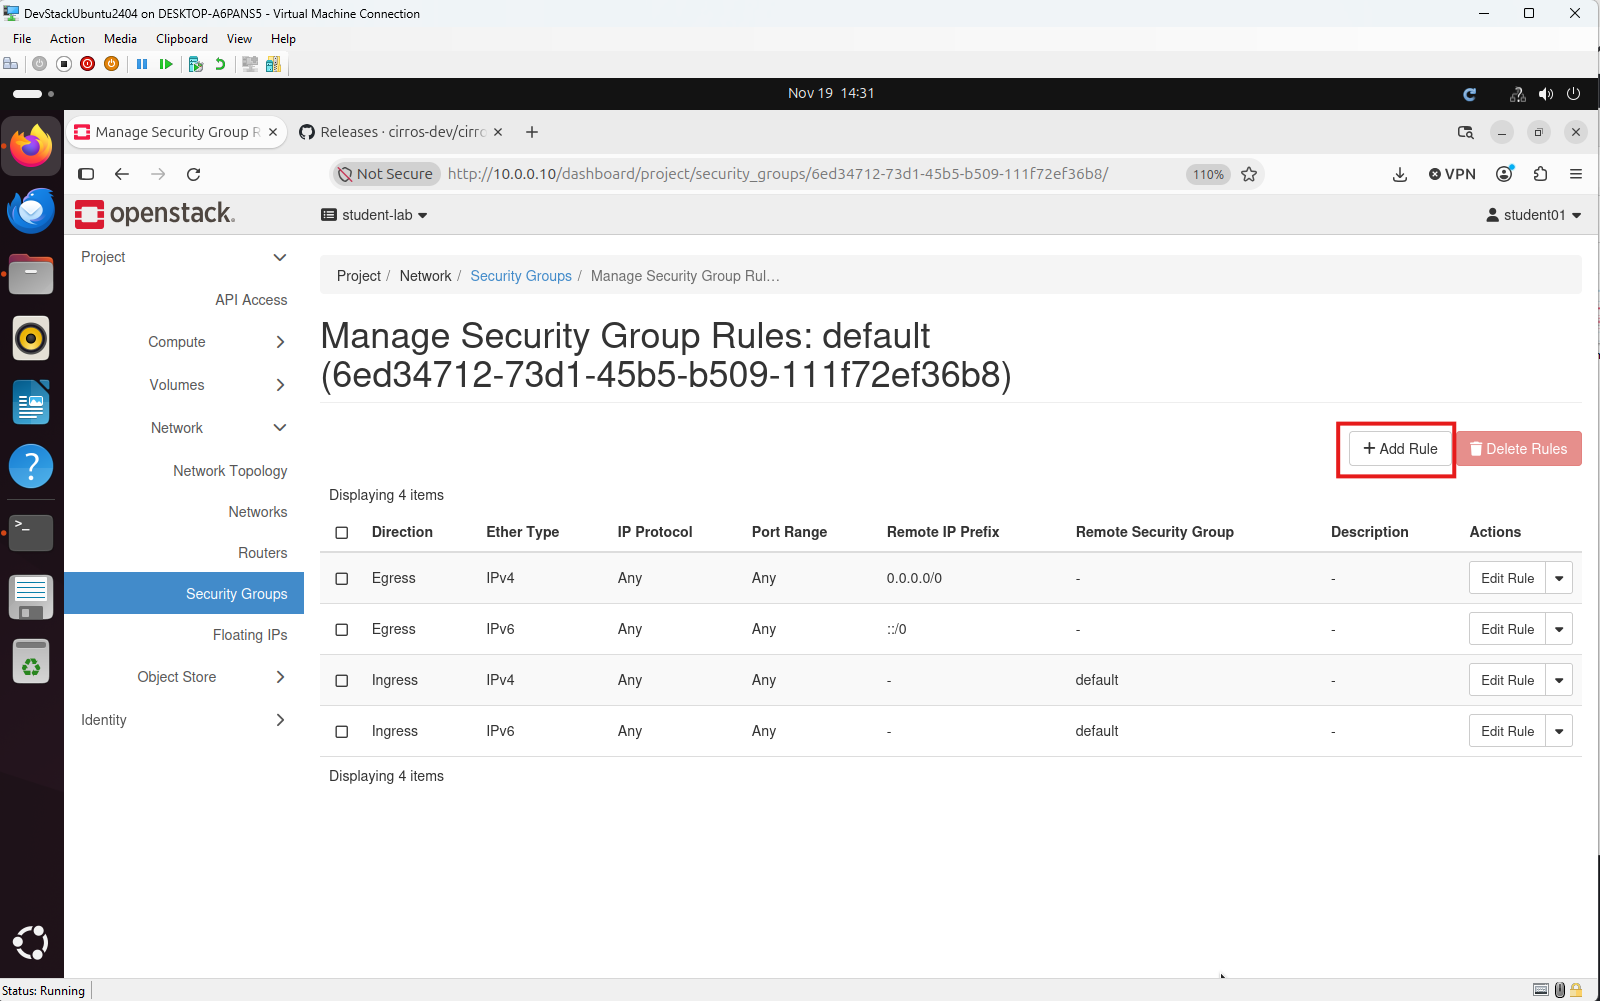 DevStackUbuntu2404 on DESKTOP-A6PANS5 - Virtual Machine Connection
File Action Media Clipboard View Help
Nov 19 14:31
Manage Security Group R
Releases · cirros-dev/cirro
Not Secure http://10.0.0.10/dashboard/project/security_groups/6ed34712-73d1-45b5-b509-111f72ef36b8/ 110% VPN
openstack. student-lab student01
Project
API Access
Compute
Volumes
Network
Network Topology
Networks
Routers
Security Groups
Floating IPs
Object Store
Identity
Project / Network / Security Groups / Manage Security Group Rul...
Manage Security Group Rules: default
(6ed34712-73d1-45b5-b509-111f72ef36b8)
+ Add Rule Delete Rules
Displaying 4 items
Direction Ether Type IP Protocol Port Range Remote IP Prefix Remote Security Group Description Actions
Egress IPv4 Any Any 0.0.0.0/0 - - Edit Rule
Egress IPv6 Any Any ::/0 - - Edit Rule
Ingress IPv4 Any Any - default - Edit Rule
Ingress IPv6 Any Any - default - Edit Rule
Displaying 4 items
Status: Running